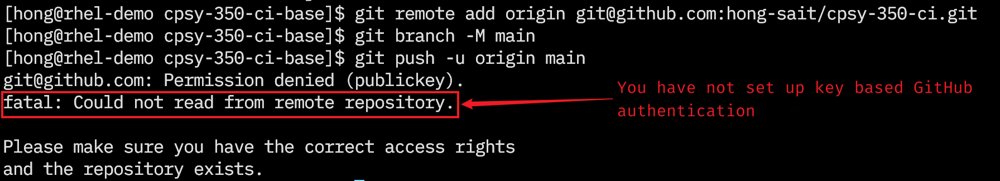 [hong@rhel-demo cpsy-350-ci-base]$ git remote add origin git@github.com:hong-sait/cpsy-350-ci.git
[hong@rhel-demo cpsy-350-ci-base]$ git branch -M main
[hong@rhel-demo cpsy-350-ci-base]$ git push -u origin main
git@github.com: Permission denied (publickey).
fatal: Could not read from remote repository.
You have not set up key based GitHub
authentication
Please make sure you have the correct access rights
and the repository exists.